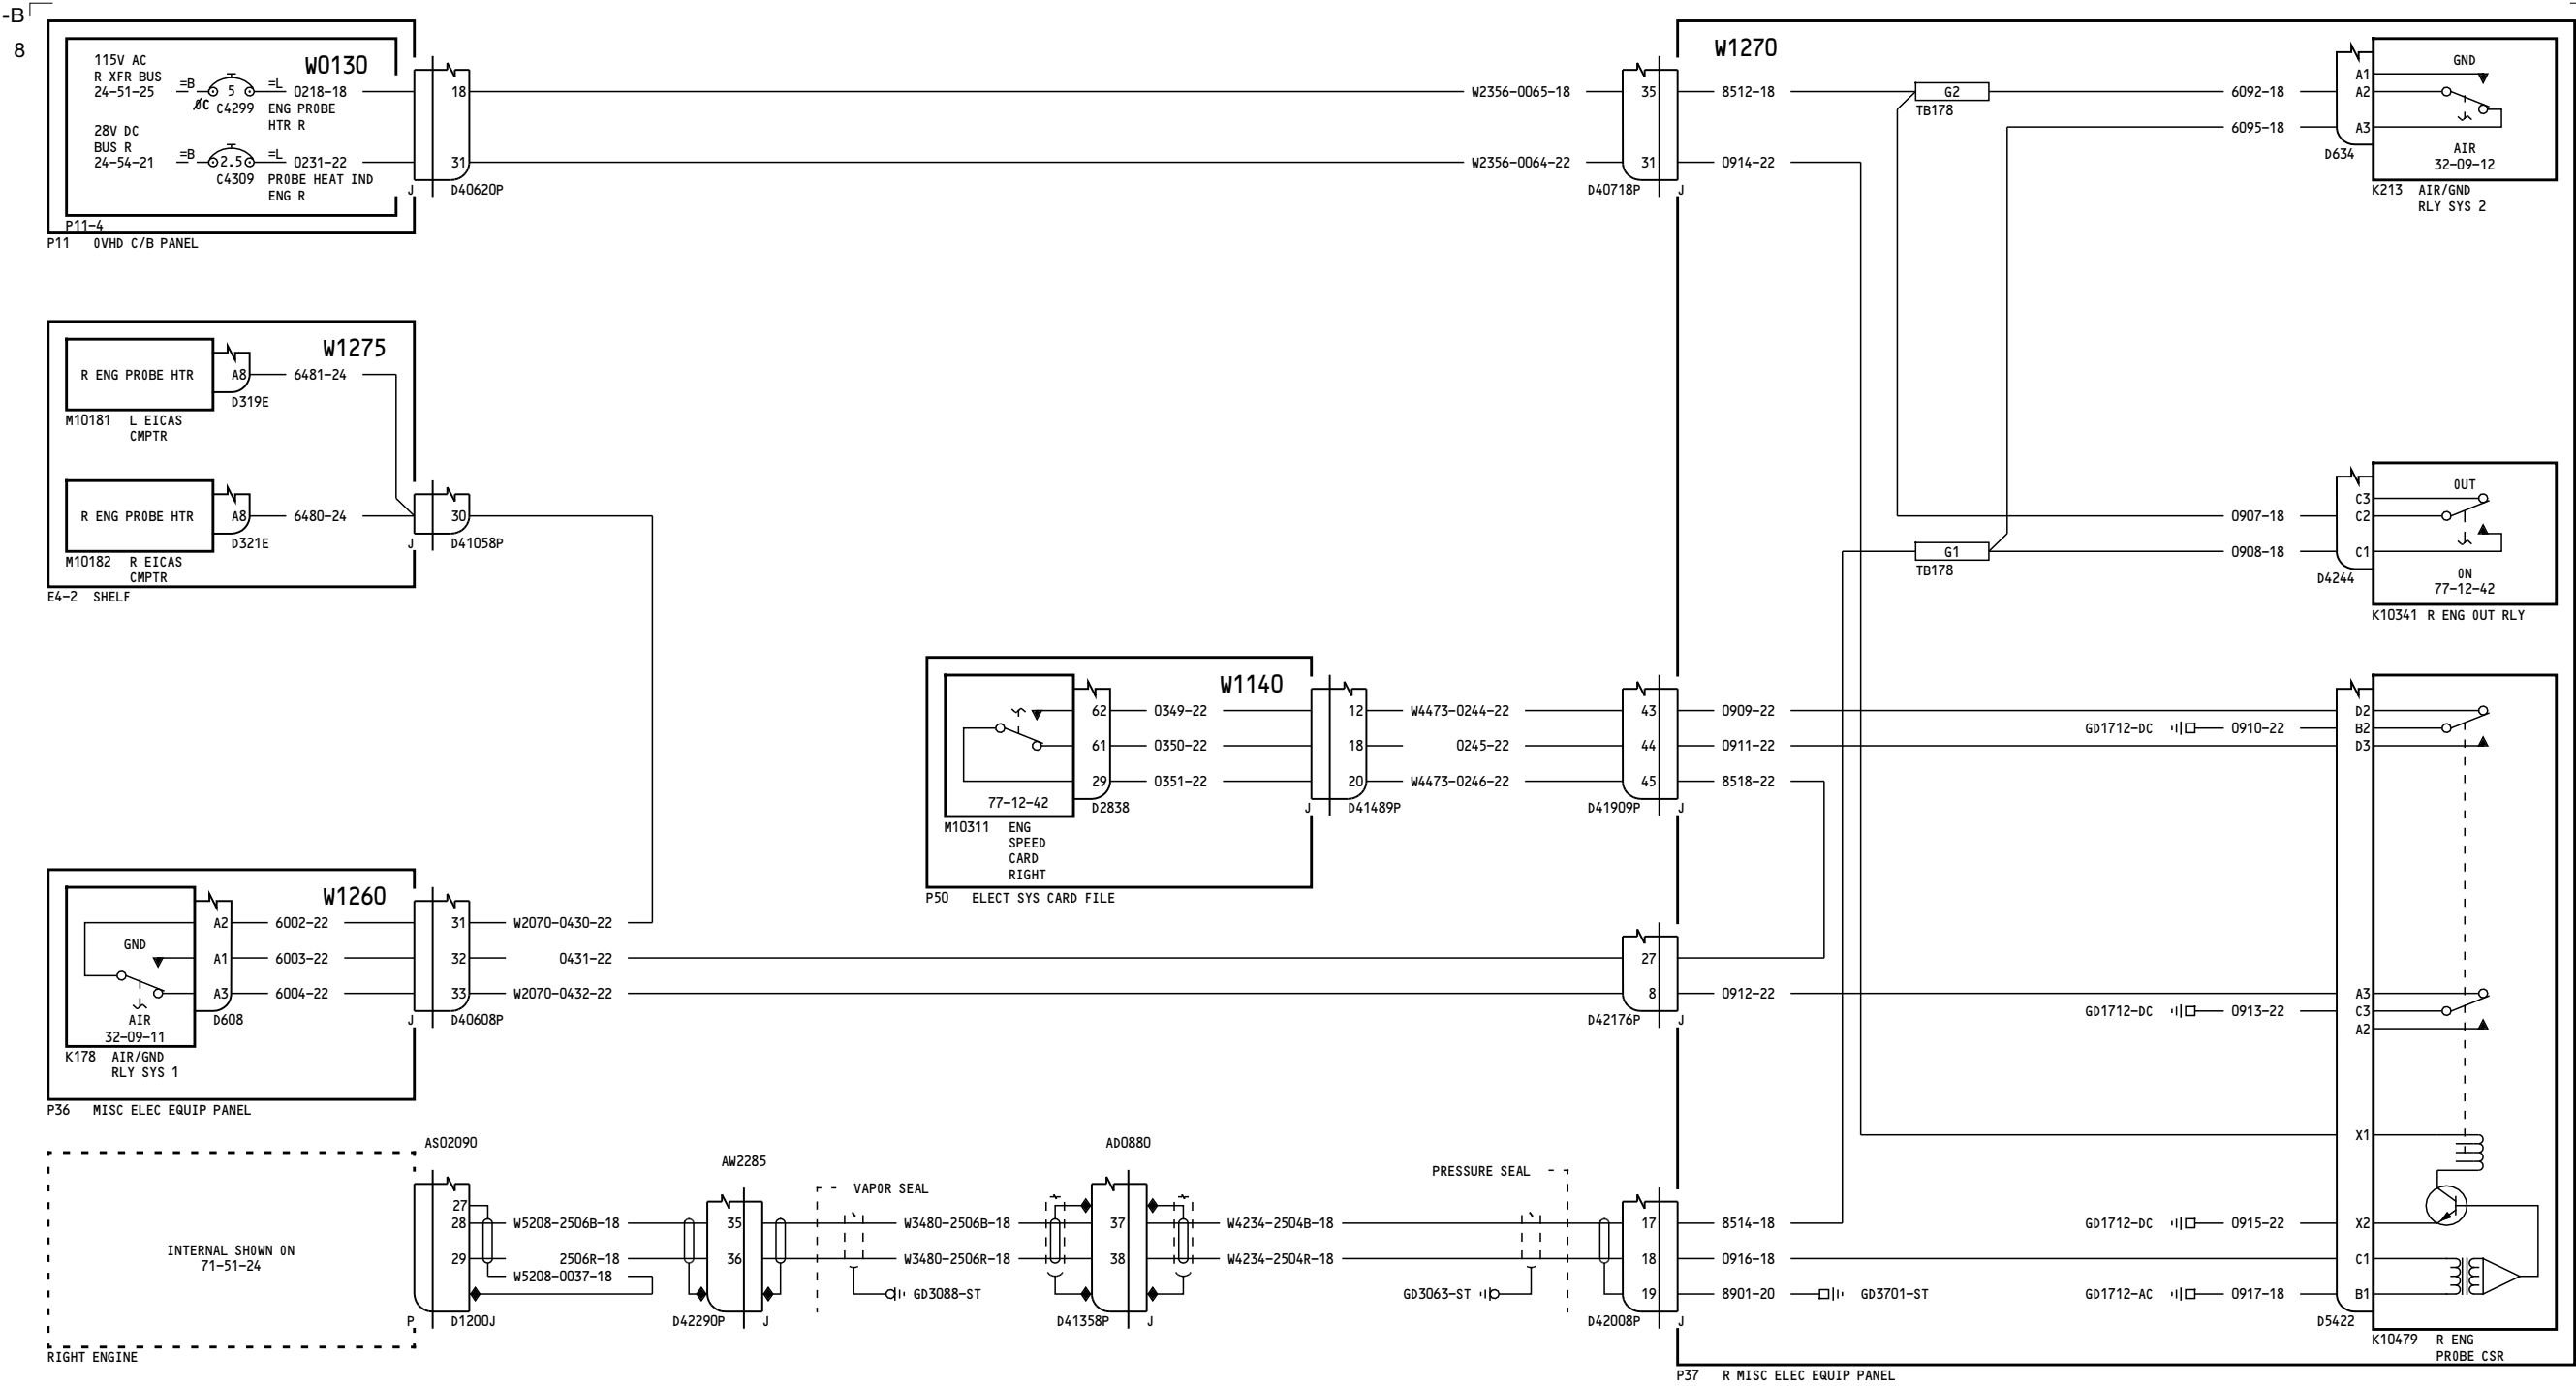 -B
8
115V AC
R XFR BUS
24-51-25
=B
5
=L
ØC C4299
W0130
0218-18
ENG PROBE
HTR R
28V DC
BUS R
24-54-21
=B
2.5
=L
C4309
0231-22
PROBE HEAT IND
ENG R
P11-4
P11 OVHD C/B PANEL
18
31
J D40620P
W2356-0065-18
W2356-0064-22
35
31
D40718P J
W1270
8512-18
0914-22
G2
TB178
6092-18
6095-18
A1
A2
A3
D634
GND
AIR
32-09-12
K213 AIR/GND
RLY SYS 2
W1275
R ENG PROBE HTR
A8
6481-24
D319E
M10181 L EICAS
CMPTR
R ENG PROBE HTR
A8
6480-24
D321E
M10182 R EICAS
CMPTR
E4-2 SHELF
30
J D41058P
G1
TB178
0907-18
0908-18
C3
C2
C1
D4244
OUT
ON
77-12-42
K10341 R ENG OUT RLY
W1140
77-12-42
M10311 ENG
SPEED
CARD
RIGHT
P50 ELECT SYS CARD FILE
62
61
29
D2838
0349-22
0350-22
0351-22
12
18
20
J D41489P
W4473-0244-22
0245-22
W4473-0246-22
43
44
45
D41909P J
0909-22
0911-22
8518-22
GD1712-DC
0910-22
D2
B2
D3
W1260
GND
AIR
32-09-11
K178 AIR/GND
RLY SYS 1
P36 MISC ELEC EQUIP PANEL
A2
A1
A3
D608
6002-22
6003-22
6004-22
31
32
33
J D40608P
W2070-0430-22
0431-22
W2070-0432-22
27
8
D42176P J
0912-22
GD1712-DC
0913-22
A3
C3
A2
X1
X2
C1
B1
D5422
K10479 R ENG
PROBE CSR
INTERNAL SHOWN ON
71-51-24
RIGHT ENGINE
AS02090
27
28
29
P D1200J
W5208-2506B-18
2506R-18
W5208-0037-18
AW2285
35
36
D42290P J
VAPOR SEAL
W3480-2506B-18
W3480-2506R-18
GD3088-ST
AD0880
37
38
D41358P J
W4234-2504B-18
W4234-2504R-18
PRESSURE SEAL
GD3063-ST
17
18
19
D42008P J
8514-18
0916-18
8901-20
GD3701-ST
GD1712-DC
0915-22
GD1712-AC
0917-18
P37 R MISC ELEC EQUIP PANEL